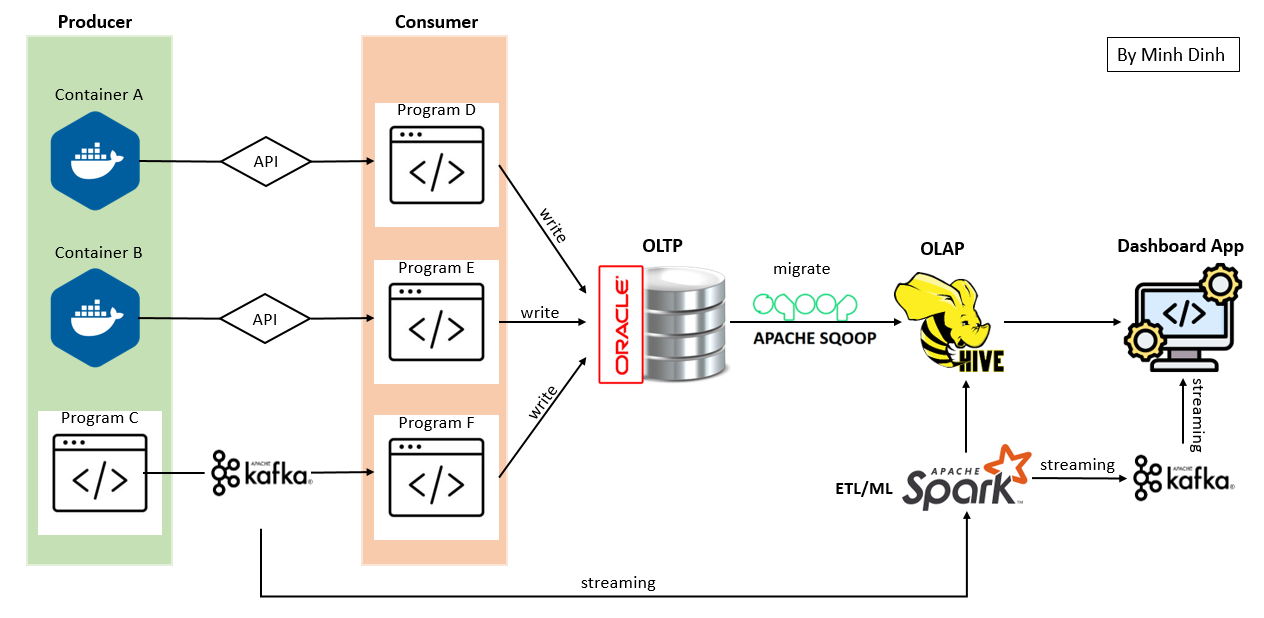 Producer
Consumer
By Minh Dinh
Container A
Program D
API
</>
write
Container B
Program E
API
</>
write
OLTP
ORACLE
migrate
sqoop
APACHE SQOOP
OLAP
HIVE
Dashboard App
</>
Program C
</>
APACHE
kafka
Program F
</>
write
ETL/ML
APACHE
Spark
streaming
APACHE
kafka
streaming
streaming